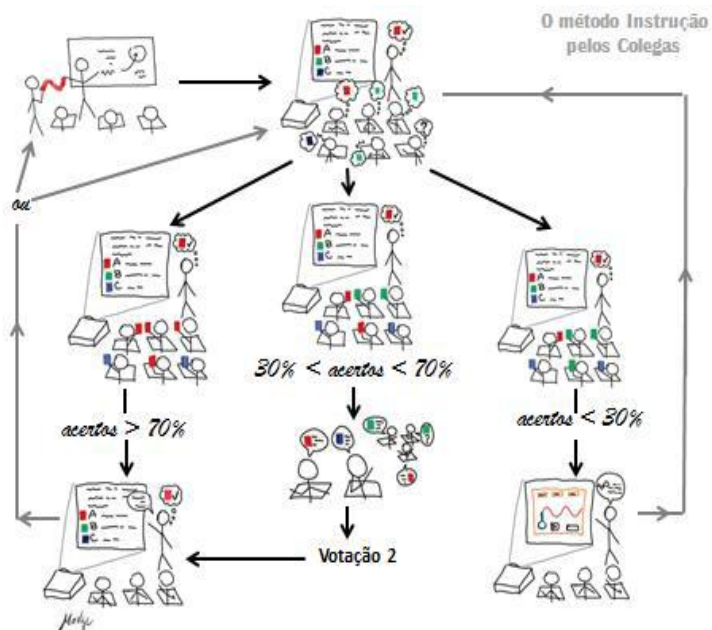 O método Instrução
pelos Colegas
A
B
C
ou
A
B
C
A
B
C
A
B
C
30% < acertos < 70%
acertos > 70%
acertos < 30%
?
A
B
C
Votação 2